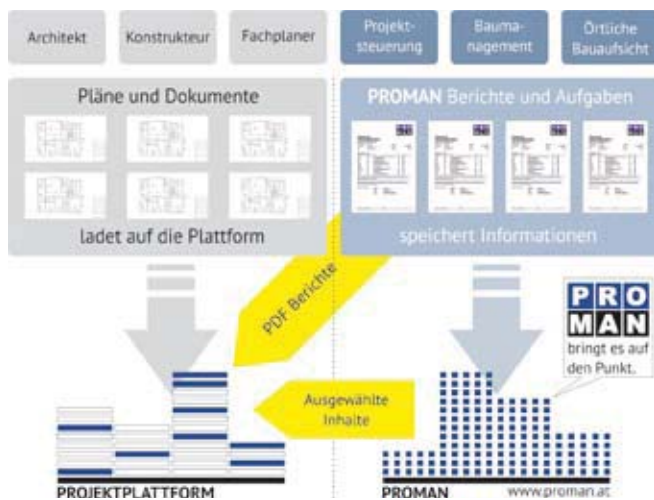 Architekt
Konstrukteur
Fachplaner
Projekt-
steuerung
Bauma-
nagement
Örtliche
Bauaufsicht
Pläne und Dokumente
ladet auf die Plattform
PROMAN Berichte und Aufgaben
speichert Informationen
PDF Berichte
Ausgewählte
Inhalte
PRO
MAN
bringt es auf
den Punkt.
PROJEKTPLATTFORM
PROMAN
www.proman.at